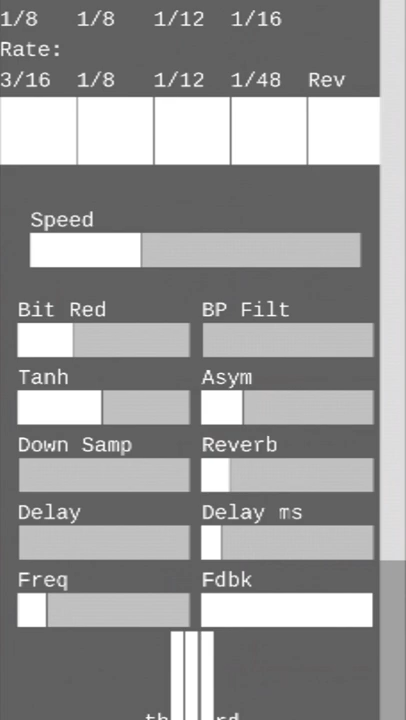 1/8 1/8 1/12 1/16
Rate:
3/16 1/8 1/12 1/48 Rev
Speed
Bit Red BP Filt
Tanh Asym
Down Samp Reverb
Delay Delay ms
Freq Fdbk